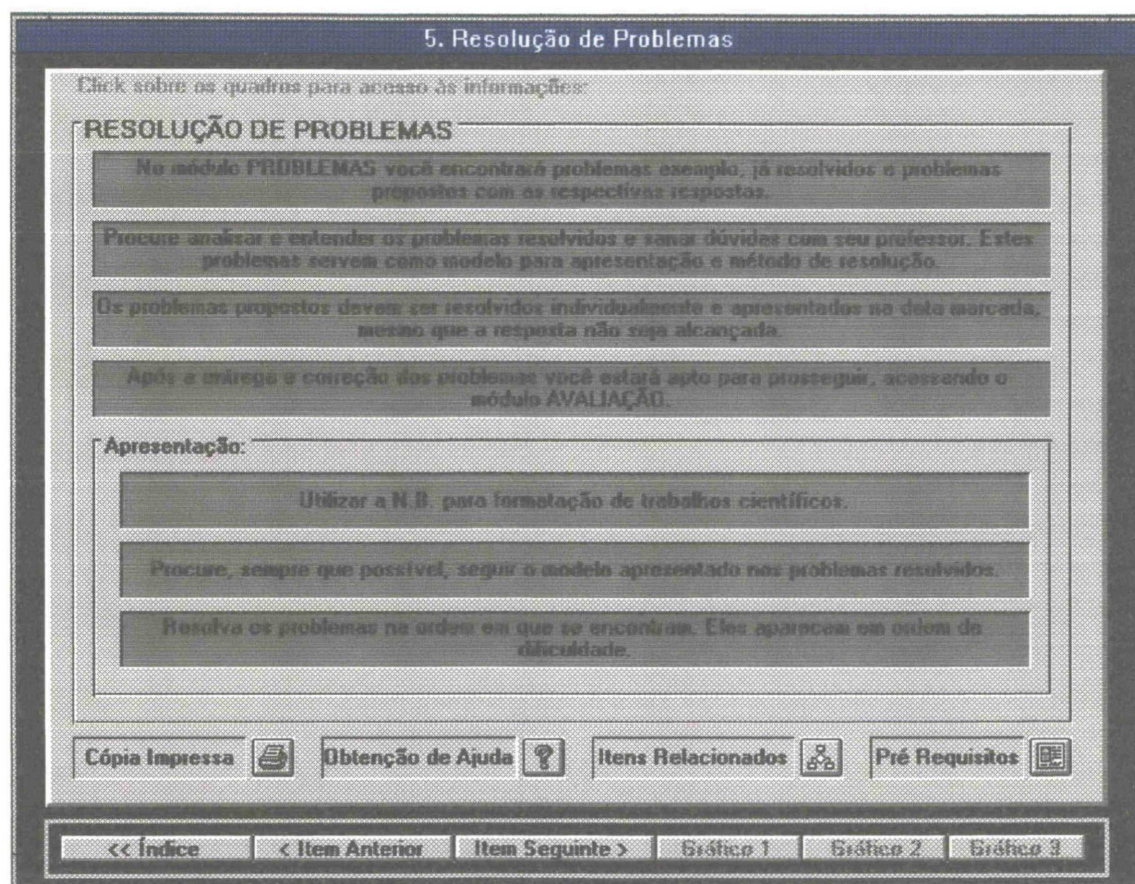 5. Resolução de Problemas
Click sobre os quadros para acesso às informações:
RESOLUÇÃO DE PROBLEMAS
No módulo PROBLEMAS você encontrará problemas exemplo, já resolvidos e problemas
propostos com as respectivas respostas.
Procure analisar e entender os problemas resolvidos e sanar dúvidas com seu professor. Estes
problemas servem como modelo para apresentação e método de resolução.
Os problemas propostos devem ser resolvidos individualmente e apresentados na data marcada,
mesmo que a resposta não seja alcançada.
Após a entrega e correção dos problemas você estará apto para prosseguir, acessando o
módulo AVALIAÇÃO.
Apresentação:
Utilizar a N.B. para formatação de trabalhos científicos.
Procure, sempre que possível, seguir o modelo apresentado nos problemas resolvidos.
Resolva os problemas na ordem em que se encontram. Eles aparecem em ordem de
dificuldade.
Cópia Impressa Obtenção de Ajuda Itens Relacionados Pré Requisitos
<< Índice < Item Anterior Item Seguinte > Gráfico 1 Gráfico 2 Gráfico 3